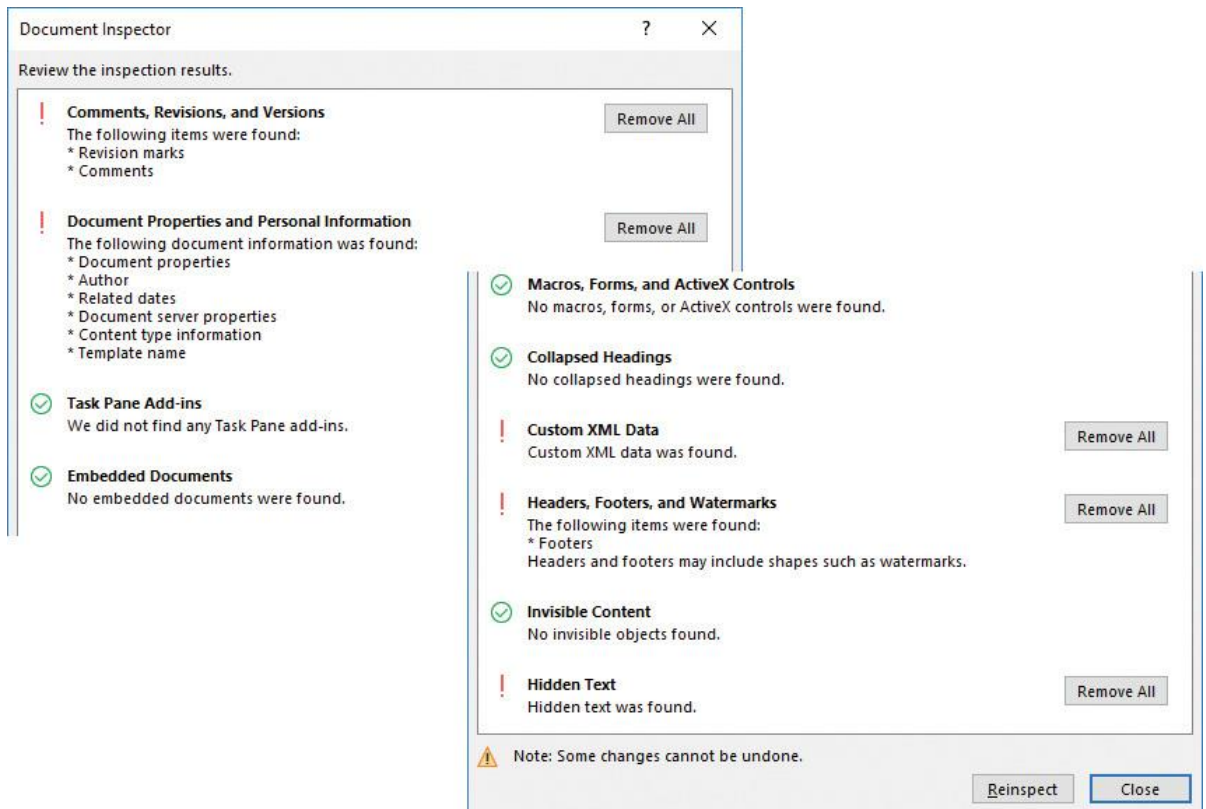 Document Inspector
?
Review the inspection results.
Comments, Revisions, and Versions
Remove All
The following items were found:
* Revision marks
* Comments
Document Properties and Personal Information
Remove All
The following document information was found:
* Document properties
* Author
* Related dates
* Document server properties
* Content type information
* Template name
Task Pane Add-ins
We did not find any Task Pane add-ins.
Embedded Documents
No embedded documents were found.
Macros, Forms, and ActiveX Controls
No macros, forms, or ActiveX controls were found.
Collapsed Headings
No collapsed headings were found.
Custom XML Data
Remove All
Custom XML data was found.
Headers, Footers, and Watermarks
Remove All
The following items were found:
* Footers
Headers and footers may include shapes such as watermarks.
Invisible Content
No invisible objects found.
Hidden Text
Remove All
Hidden text was found.
Note: Some changes cannot be undone.
Reinspect
Close